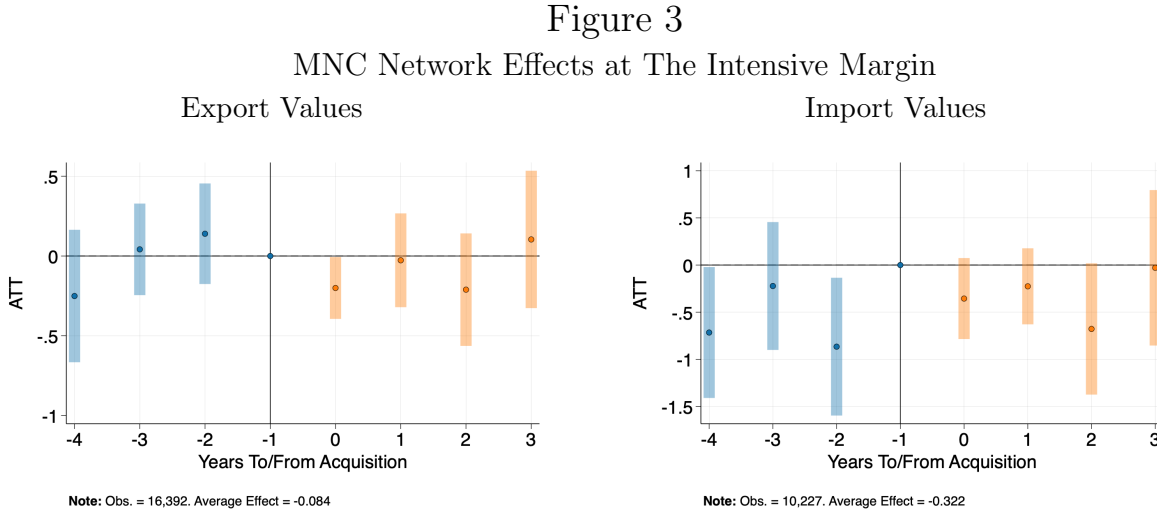 Figure 3
MNC Network Effects at The Intensive Margin
Export Values
Import Values
.5
0
-.5
-1
ATT
-4 -3 -2 -1 0 1 2 3
Years To/From Acquisition
Note: Obs. = 16,392. Average Effect = -0.084
1
.5
0
-.5
-1
-1.5
ATT
-4 -3 -2 -1 0 1 2 3
Years To/From Acquisition
Note: Obs. = 10,227. Average Effect = -0.322